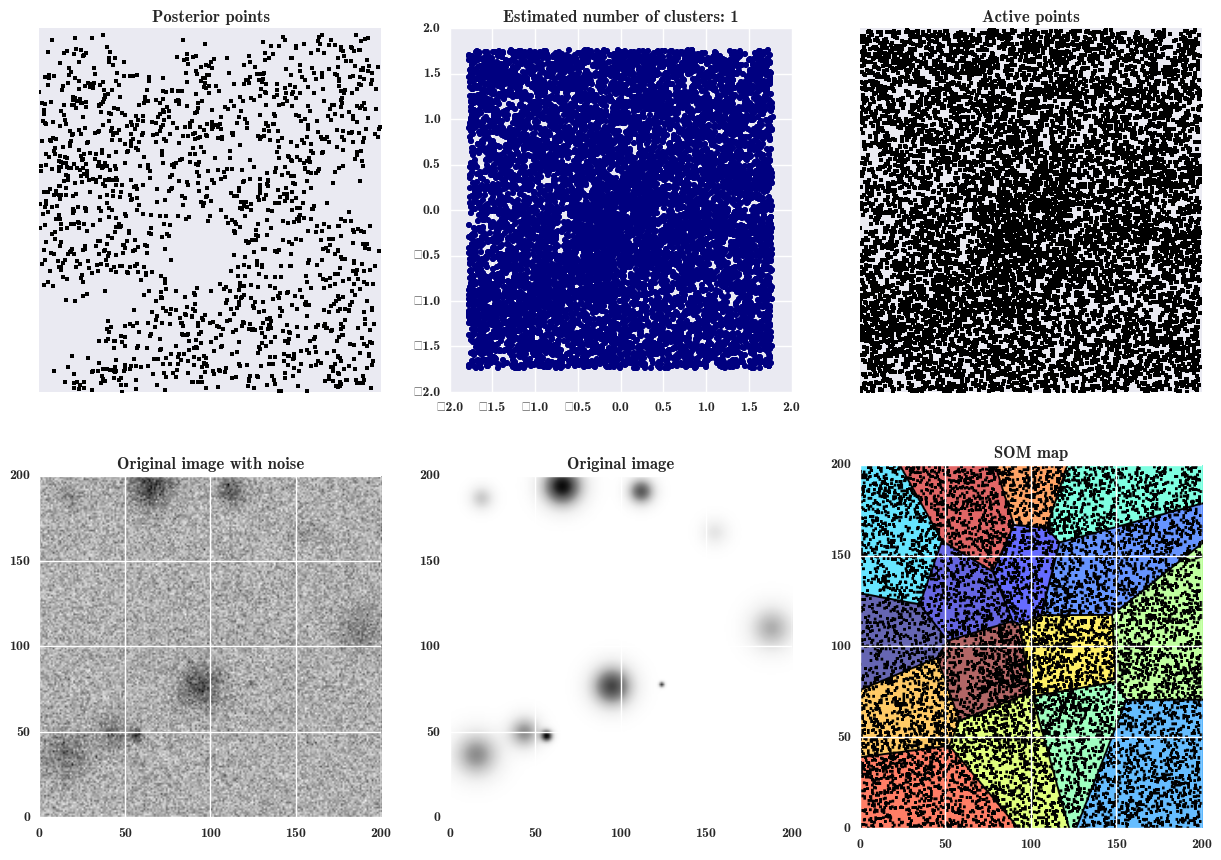 Posterior points
Estimated number of clusters: 1
Active points
2.0
1.5
1.0
0.5
0.0
□0.5
□1.0
□1.5
□2.0
□2.0 □1.5 □1.0 □0.5 0.0 0.5 1.0 1.5 2.0
Original image with noise
Original image
SOM map
200
150
100
50
0
0 50 100 150 200
200
150
100
50
0
0 50 100 150 200
200
150
100
50
0
0 50 100 150 200